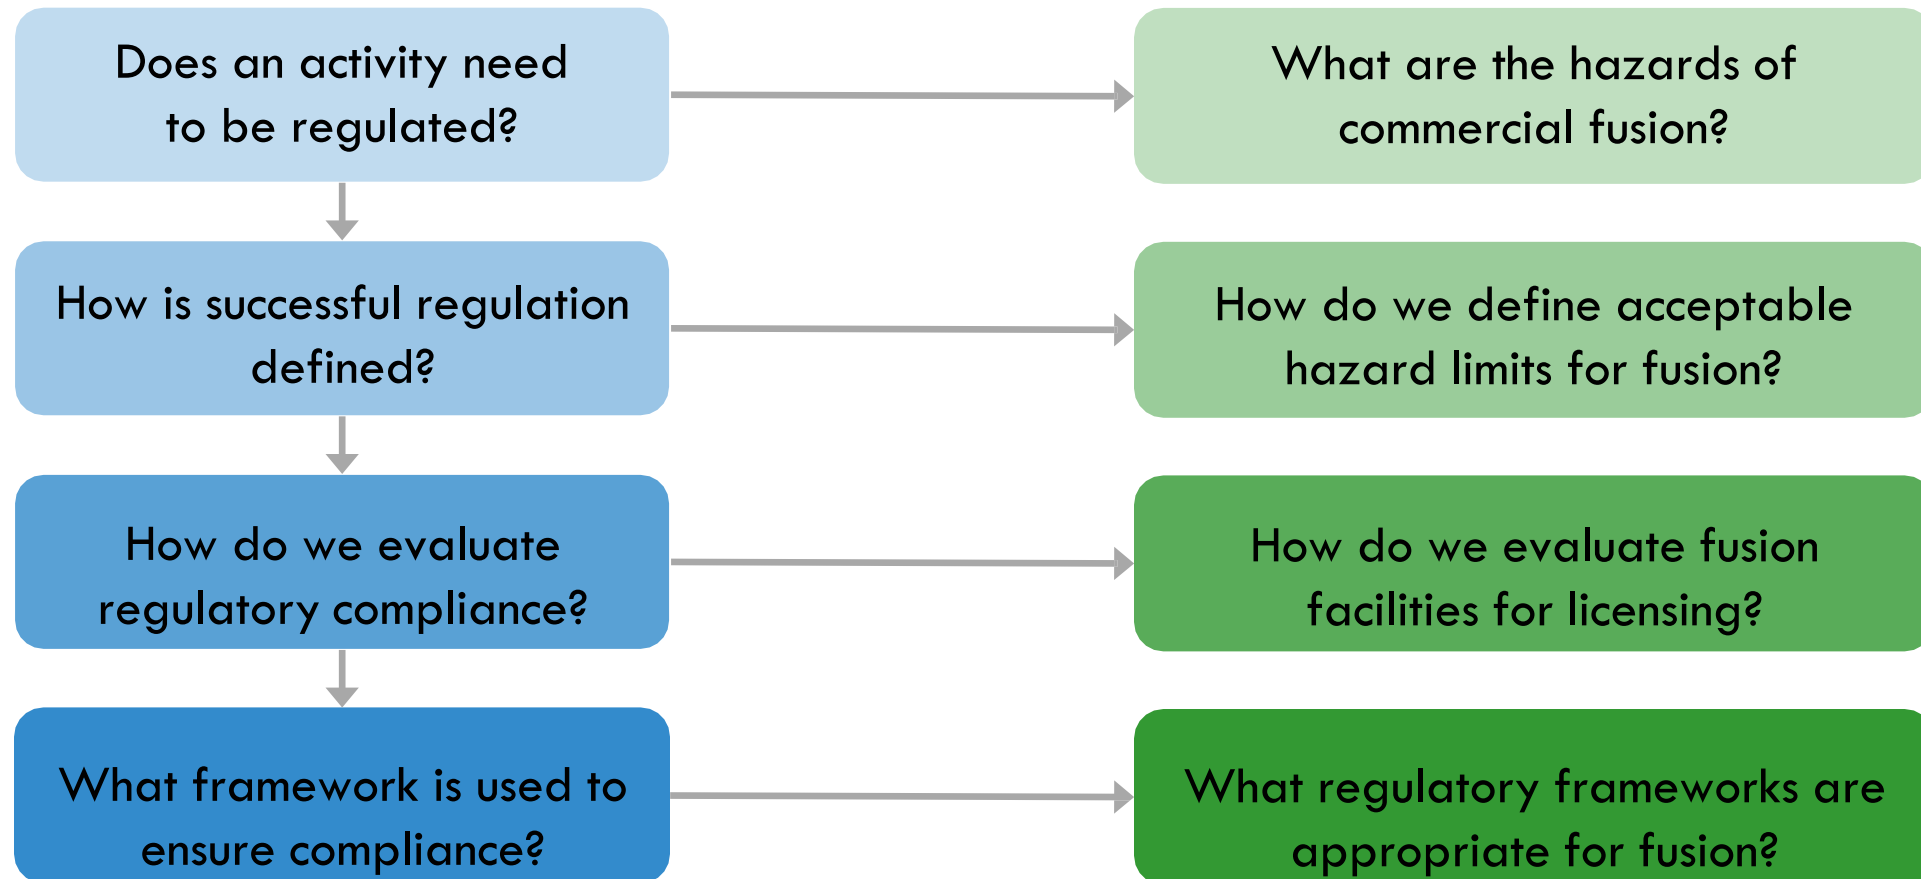 Does an activity need
to be regulated?
What are the hazards of
commercial fusion?
How is successful regulation
defined?
How do we define acceptable
hazard limits for fusion?
How do we evaluate
regulatory compliance?
How do we evaluate fusion
facilities for licensing?
What framework is used to
ensure compliance?
What regulatory frameworks are
appropriate for fusion?